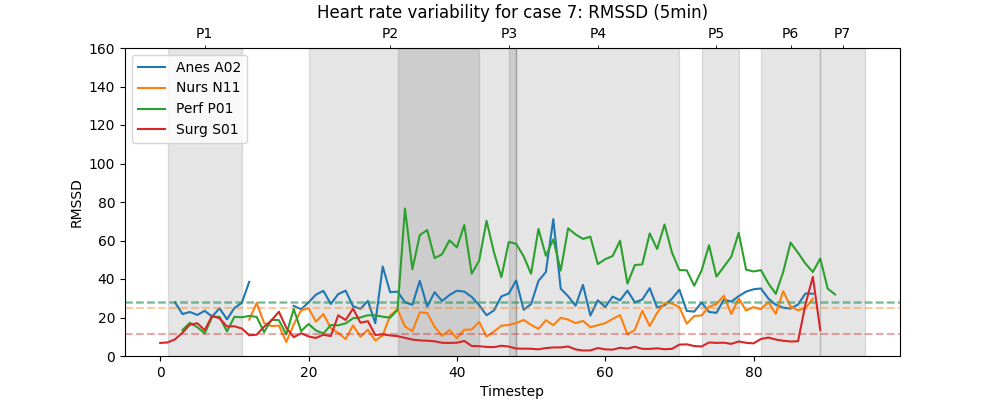 Heart rate variability for case 7: RMSSD (5min)
P1 P2 P3 P4 P5 P6 P7
160
140
120
100
80
60
40
20
0
RMSSD
Anes A02
Nurs N11
Perf P01
Surg S01
0 20 40 60 80
Timestep